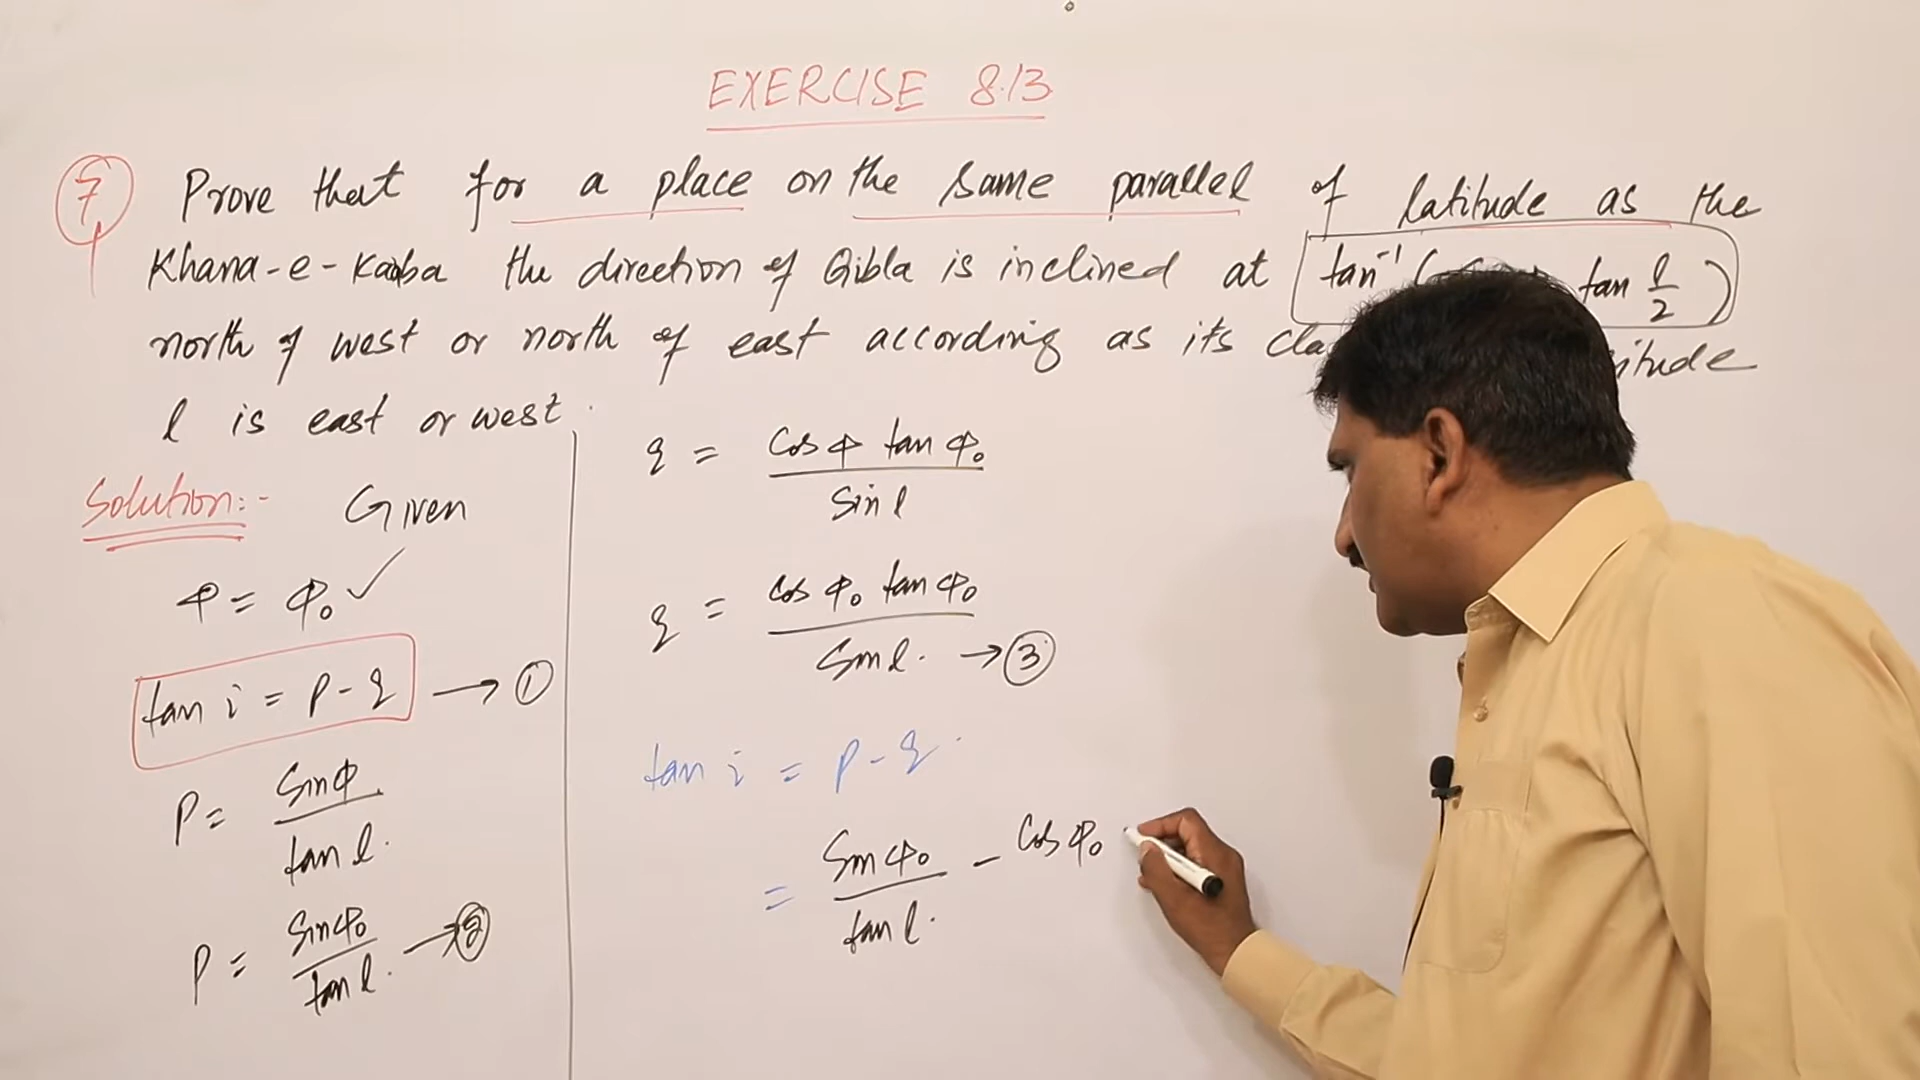 EXERCISE 8.13
7 Prove that for a place on the same parallel of latitude as the
Khana-e-Kaaba the direction of Qibla is inclined at tan⁻¹( tan l/2)
north of west or north of east according as its itude
l is east or west.
Solution:- Given
φ = φ₀ ✓
tan i = p - q → ①
p = sin φ / tan l.
p = sin φ₀ / tan l. → ②
q = cos φ tan φ₀ / sin l
q = cos φ₀ tan φ₀ / sin l. → ③
tan i = p - q.
= sin φ₀ / tan l. - cos φ₀